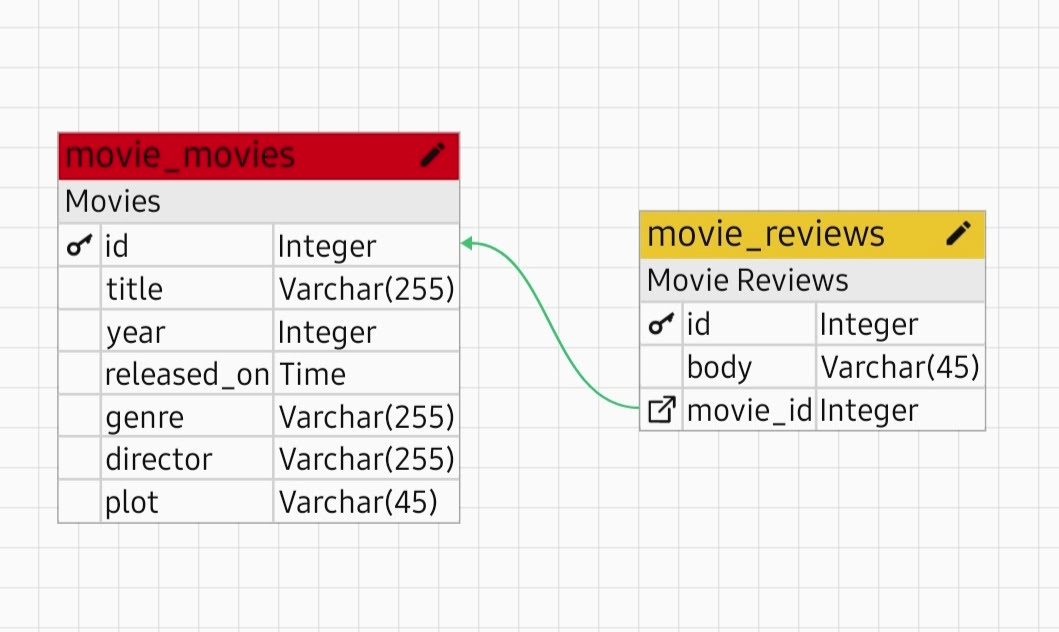 movie_movies
Movies
id Integer
title Varchar(255)
year Integer
released_on Time
genre Varchar(255)
director Varchar(255)
plot Varchar(45)
movie_reviews
Movie Reviews
id Integer
body Varchar(45)
movie_id Integer